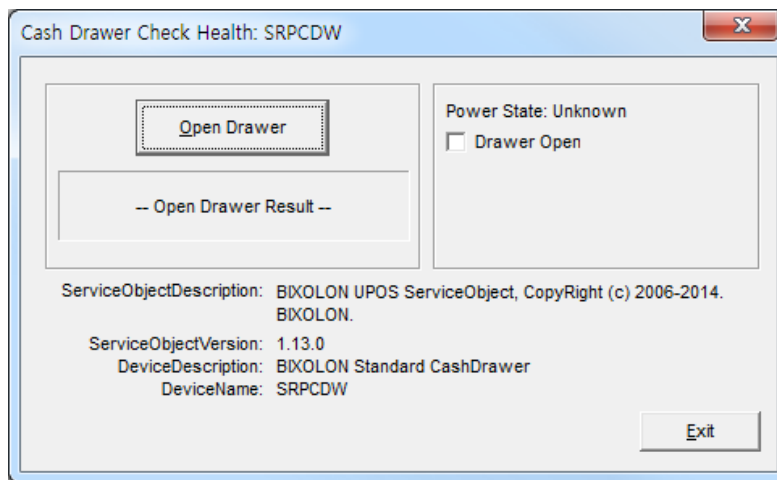 Cash Drawer Check Health: SRPCDW
Open Drawer
-- Open Drawer Result --
Power State: Unknown
Drawer Open
ServiceObjectDescription: BIXOLON UPOS ServiceObject, CopyRight (c) 2006-2014.
BIXOLON.
ServiceObjectVersion: 1.13.0
DeviceDescription: BIXOLON Standard CashDrawer
DeviceName: SRPCDW
Exit